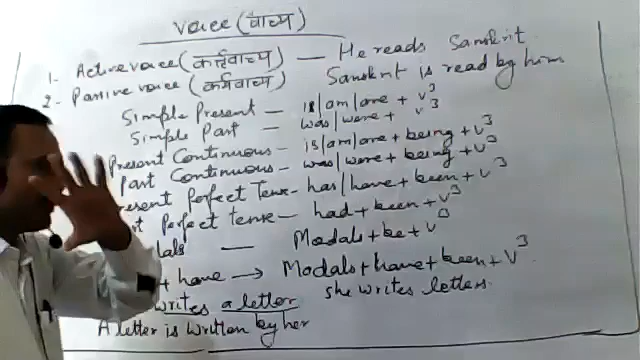 Voice (वाच्य)
1- Active voice (कर्तृवाच्य) — He reads Sanskrit.
2- Passive voice (कर्मवाच्य) Sanskrit is read by him
Simple Present — is/am/are + v3
Simple Past — was/were + v3
Present Continuous — is/am/are + being + v3
Past Continuous — was/were + being + v3
Perfect Tense — has/have + been + v3
Perfect Tense — had + been + v3
— Modals + be + v3
+ have → Modals + have + been + v3
writes a letter she writes letters.
A letter is written by her